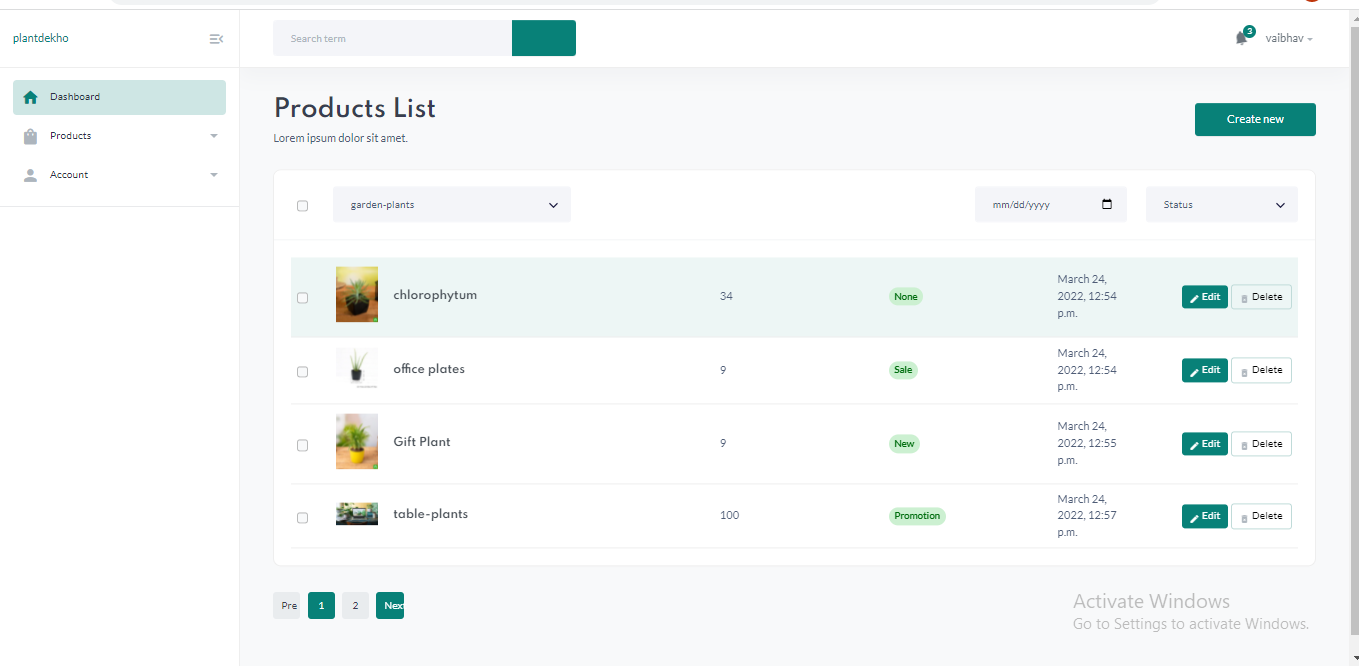 plantdekho
Search term
3
vaibhav
Dashboard
Products
Account
Products List
Lorem ipsum dolor sit amet.
Create new
garden-plants
mm/dd/yyyy
Status
chlorophytum
34
None
March 24,
2022, 12:54
p.m.
Edit
Delete
office plates
9
Sale
March 24,
2022, 12:54
p.m.
Edit
Delete
Gift Plant
9
New
March 24,
2022, 12:55
p.m.
Edit
Delete
table-plants
100
Promotion
March 24,
2022, 12:57
p.m.
Edit
Delete
Pre
1
2
Next
Activate Windows
Go to Settings to activate Windows.